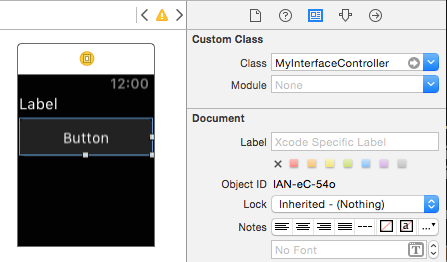 Custom Class
Class MyInterfaceController
Module None
12:00
Label
Button
Document
Label Xcode Specific Label
Object ID IAN-eC-54o
Lock Inherited - (Nothing)
Notes
No Font